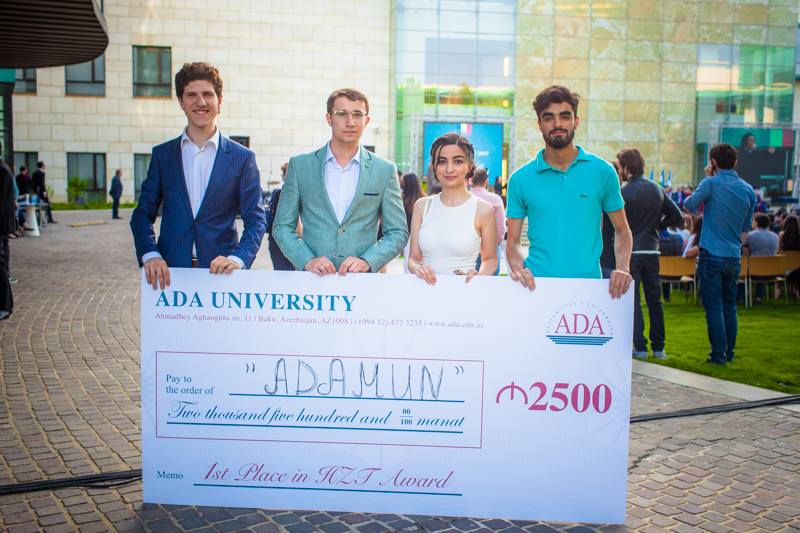 ADA UNIVERSITY
Ahmadbey Aghaoghlu str. 11 | Baku, Azerbaijan, AZ1008 | (+994 12) 437 3235 | www.ada.edu.az
ADA
Pay to
the order of
"ADAMUN"
₼2500
Two thousand five hundred and 00/100 manat
Memo
1st Place in HZT Award